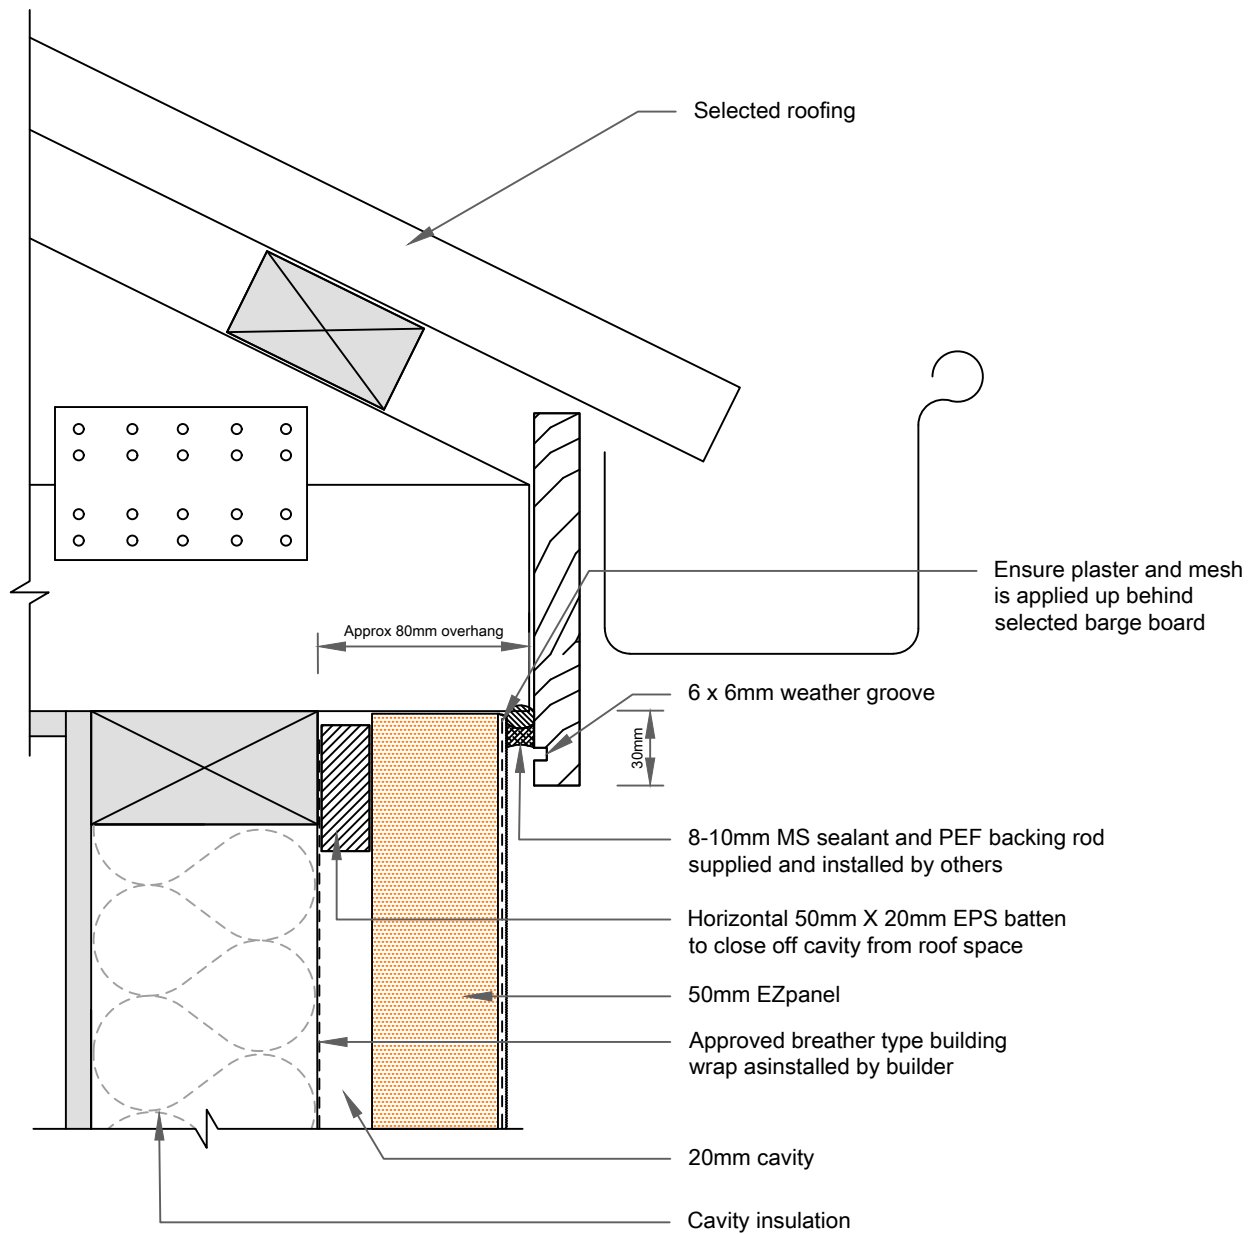 Selected roofing
Ensure plaster and mesh
is applied up behind
selected barge board
Approx 80mm overhang
6 x 6mm weather groove
30mm
8-10mm MS sealant and PEF backing rod
supplied and installed by others
Horizontal 50mm X 20mm EPS batten
to close off cavity from roof space
50mm EZpanel
Approved breather type building
wrap asinstalled by builder
20mm cavity
Cavity insulation